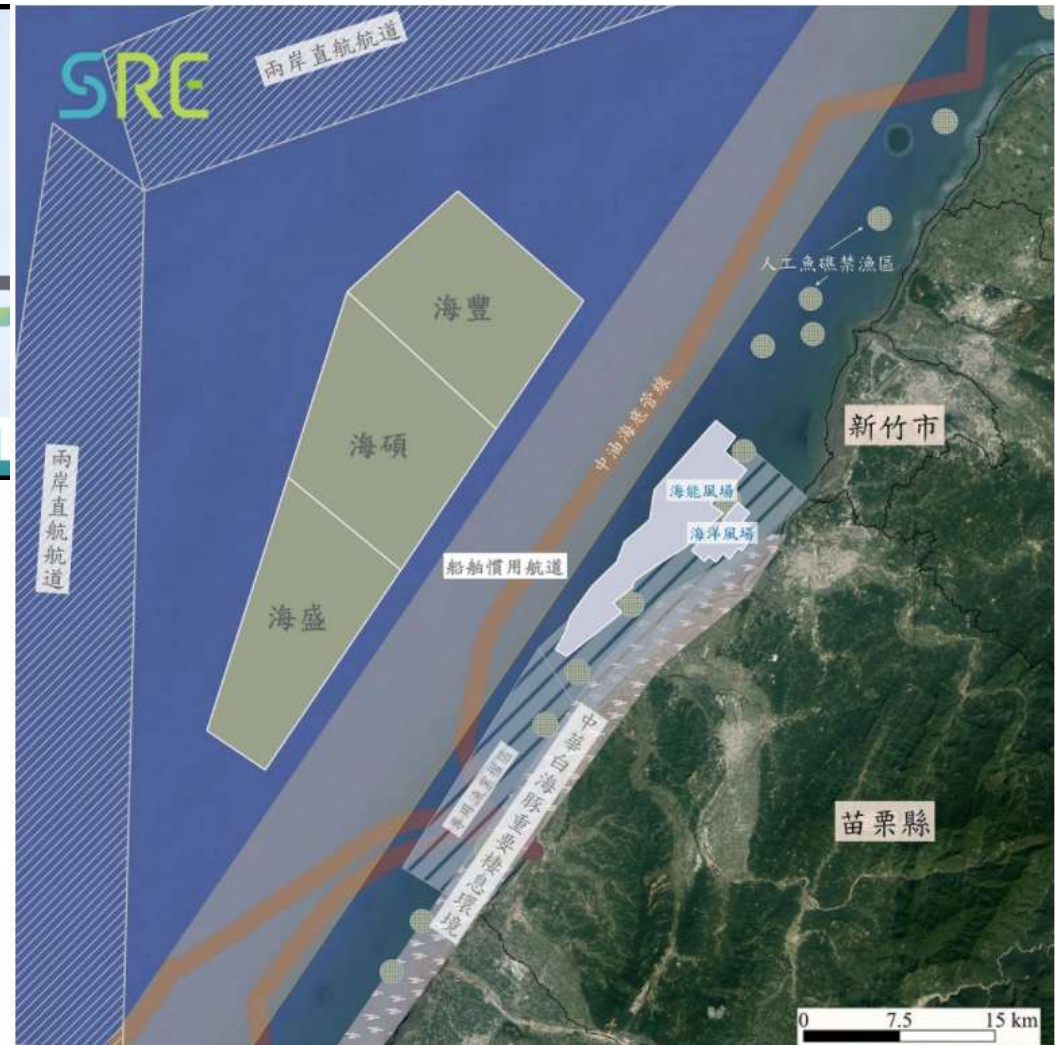 SRE
兩岸直航航道
人工魚礁禁漁區
海豐
中油海底管線
新竹市
海碩
兩岸直航航道
海能風場
海洋風場
船舶慣用航道
海盛
中華白海豚重要棲息環境
苗栗縣
0 7.5 15 km